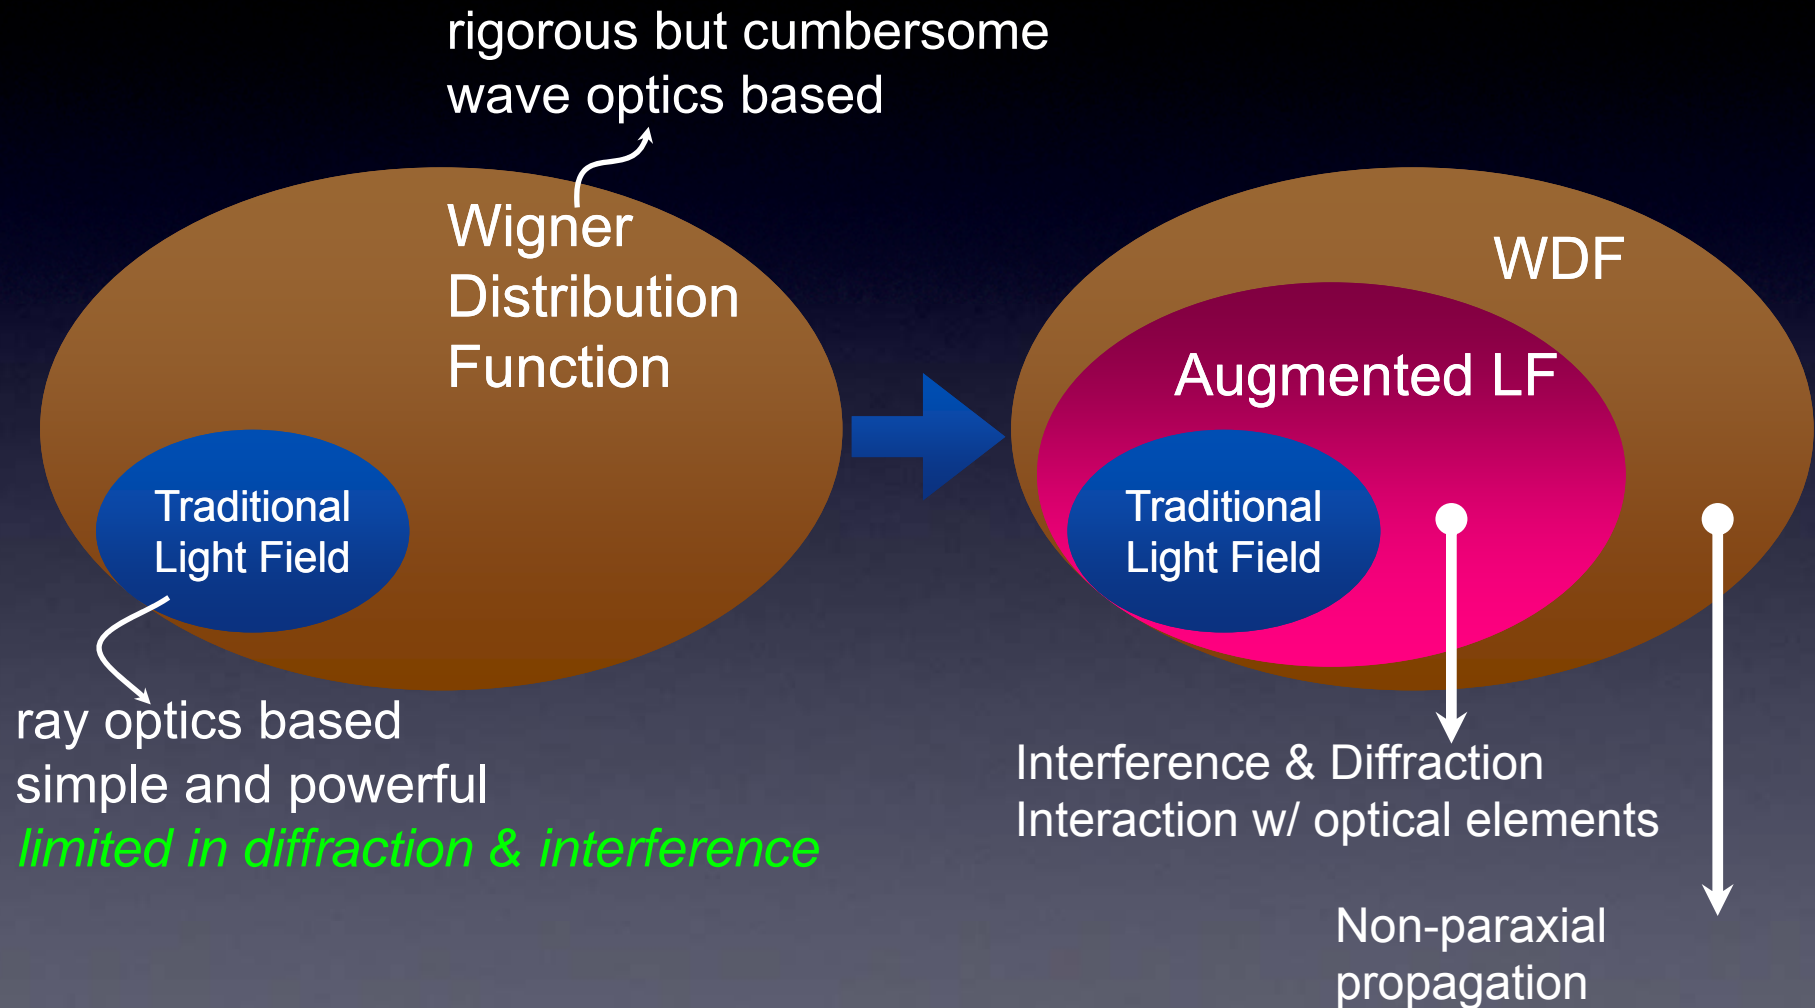 rigorous but cumbersome
wave optics based
Wigner
Distribution
Function
Traditional
Light Field
ray optics based
simple and powerful
limited in diffraction & interference
WDF
Augmented LF
Traditional
Light Field
Interference & Diffraction
Interaction w/ optical elements
Non-paraxial
propagation